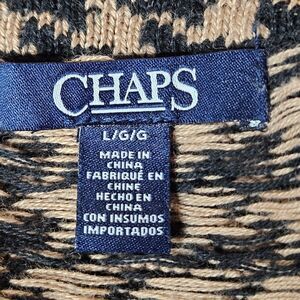 CHAPS
L/G/G
MADE IN
CHINA
FABRIQUÉ EN
CHINE
HECHO EN
CHINA
CON INSUMOS
IMPORTADOS